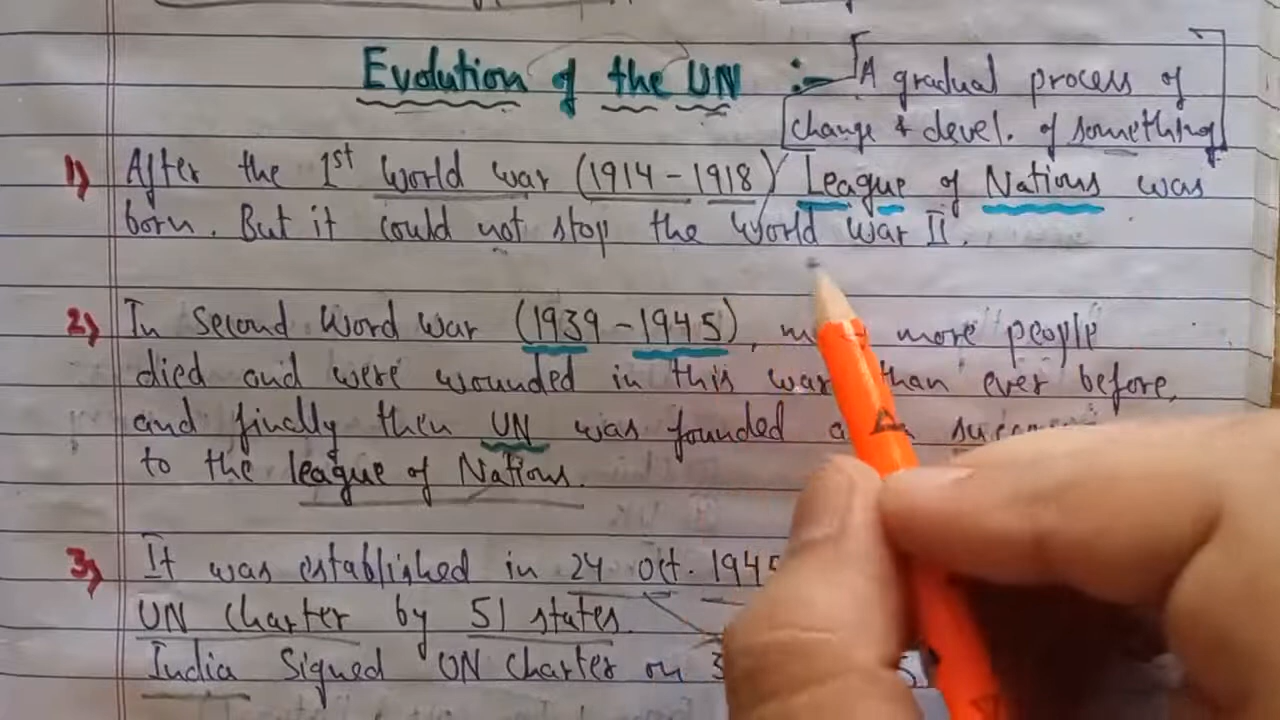 Evolution of the UN :- [A gradual process of
change & devel. of something]
1) After the 1st World War (1914-1918) League of Nations was
born. But it could not stop the World War II.
2) In Second Word War (1939-1945), more people
died and were wounded in this war than ever before,
and finally then UN was founded
to the league of Nations.
3) It was established in 24 Oct. 1945
UN Charter by 51 states.
India Signed UN Charter on